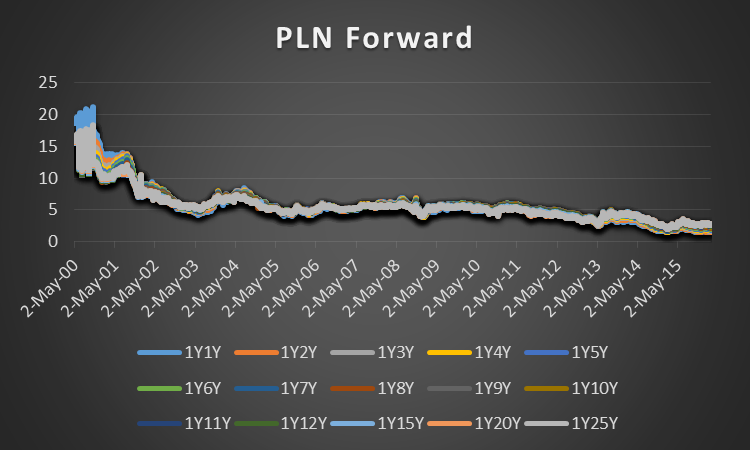 PLN Forward
25
20
15
10
5
0
2-May-00 2-May-01 2-May-02 2-May-03 2-May-04 2-May-05 2-May-06 2-May-07 2-May-08 2-May-09 2-May-10 2-May-11 2-May-12 2-May-13 2-May-14 2-May-15
1Y1Y 1Y2Y 1Y3Y 1Y4Y 1Y5Y
1Y6Y 1Y7Y 1Y8Y 1Y9Y 1Y10Y
1Y11Y 1Y12Y 1Y15Y 1Y20Y 1Y25Y